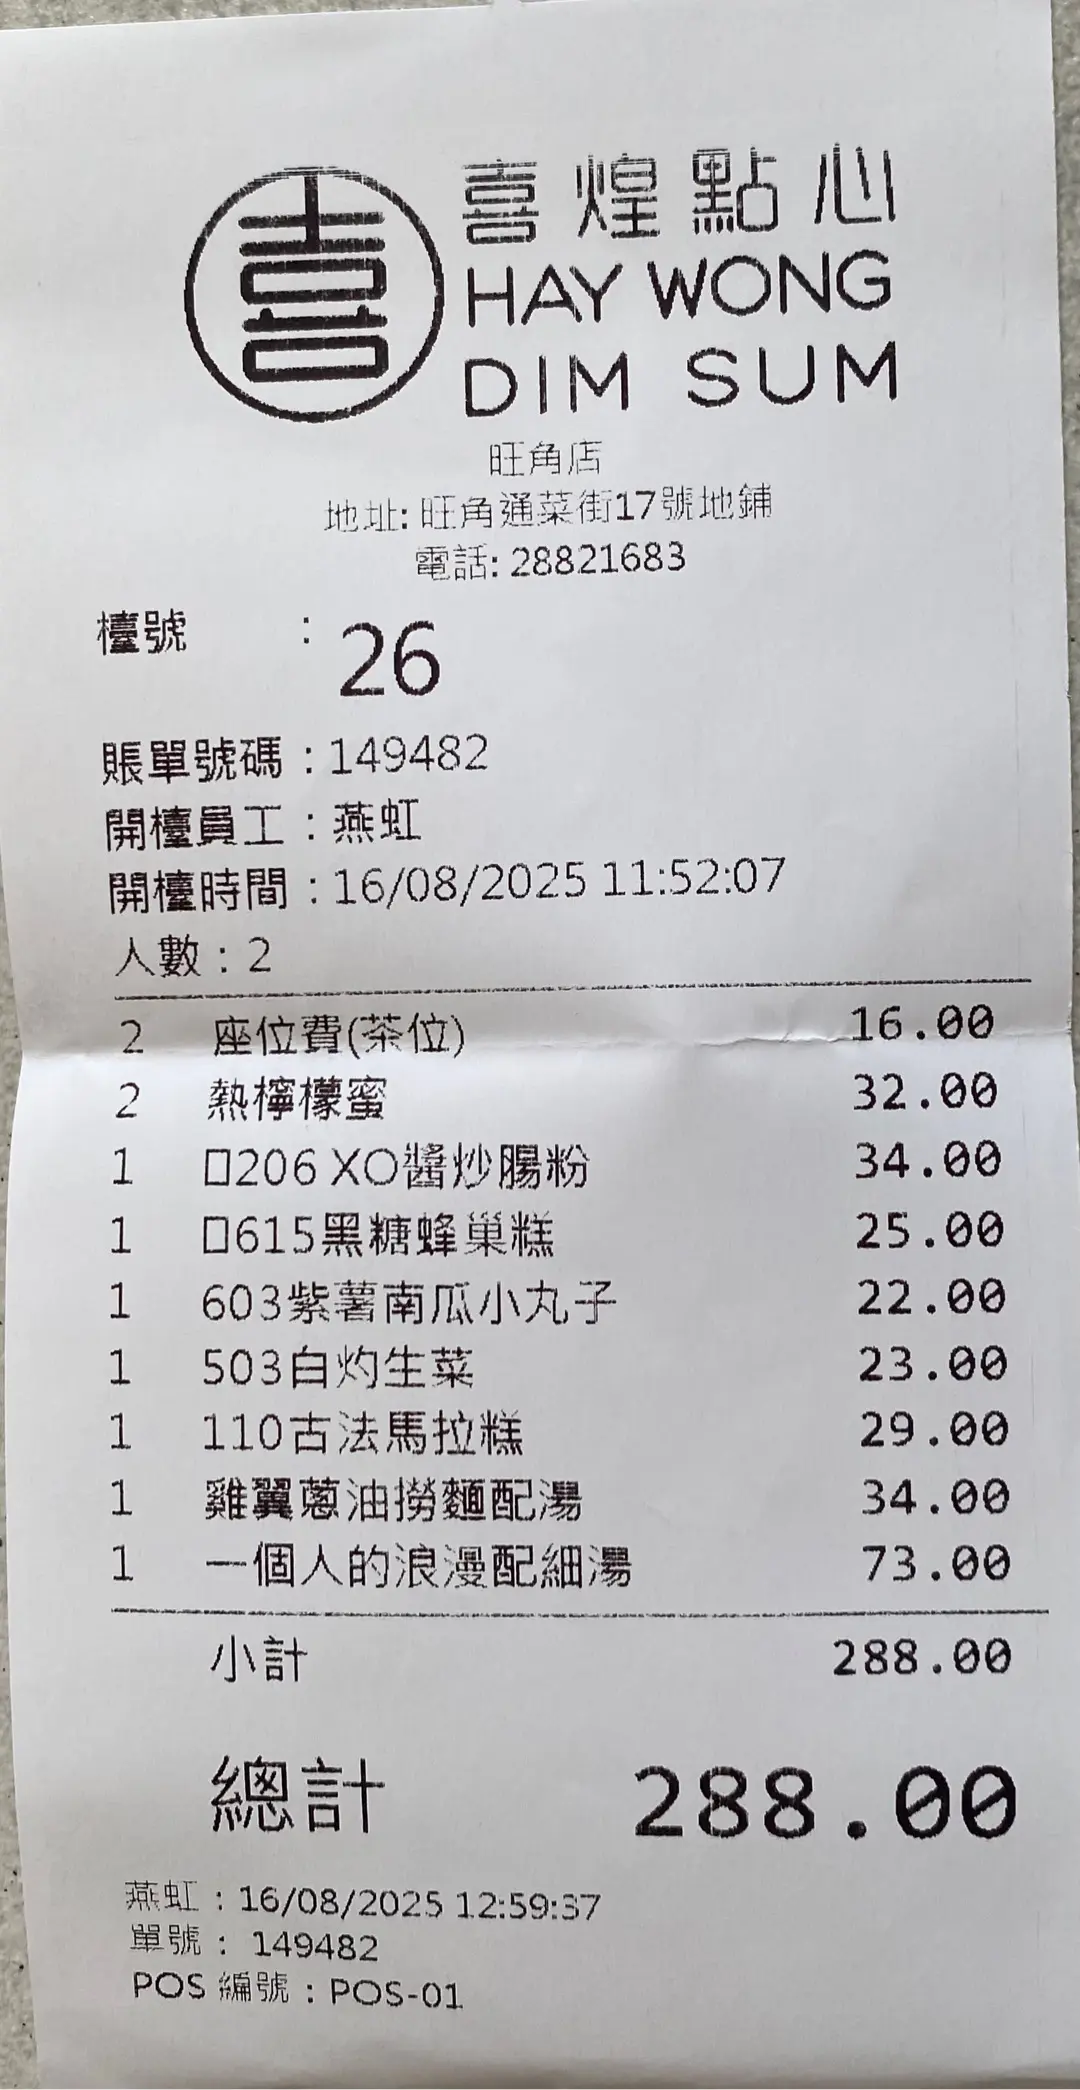 喜
喜煌點心
HAY WONG
DIM SUM
旺角店
地址: 旺角通菜街17號地鋪
電話: 28821683
檯號 : 26
賬單號碼 : 149482
開檯員工 : 燕虹
開檯時間 : 16/08/2025 11:52:07
人數 : 2
2 座位費(茶位) 16.00
2 熱檸檬蜜 32.00
1 □206 XO醬炒腸粉 34.00
1 □615黑糖蜂巢糕 25.00
1 603紫薯南瓜小丸子 22.00
1 503白灼生菜 23.00
1 110古法馬拉糕 29.00
1 雞翼蔥油撈麵配湯 34.00
1 一個人的浪漫配細湯 73.00
小計 288.00
總計 288.00
燕虹 : 16/08/2025 12:59:37
單號 : 149482
POS 編號 : POS-01